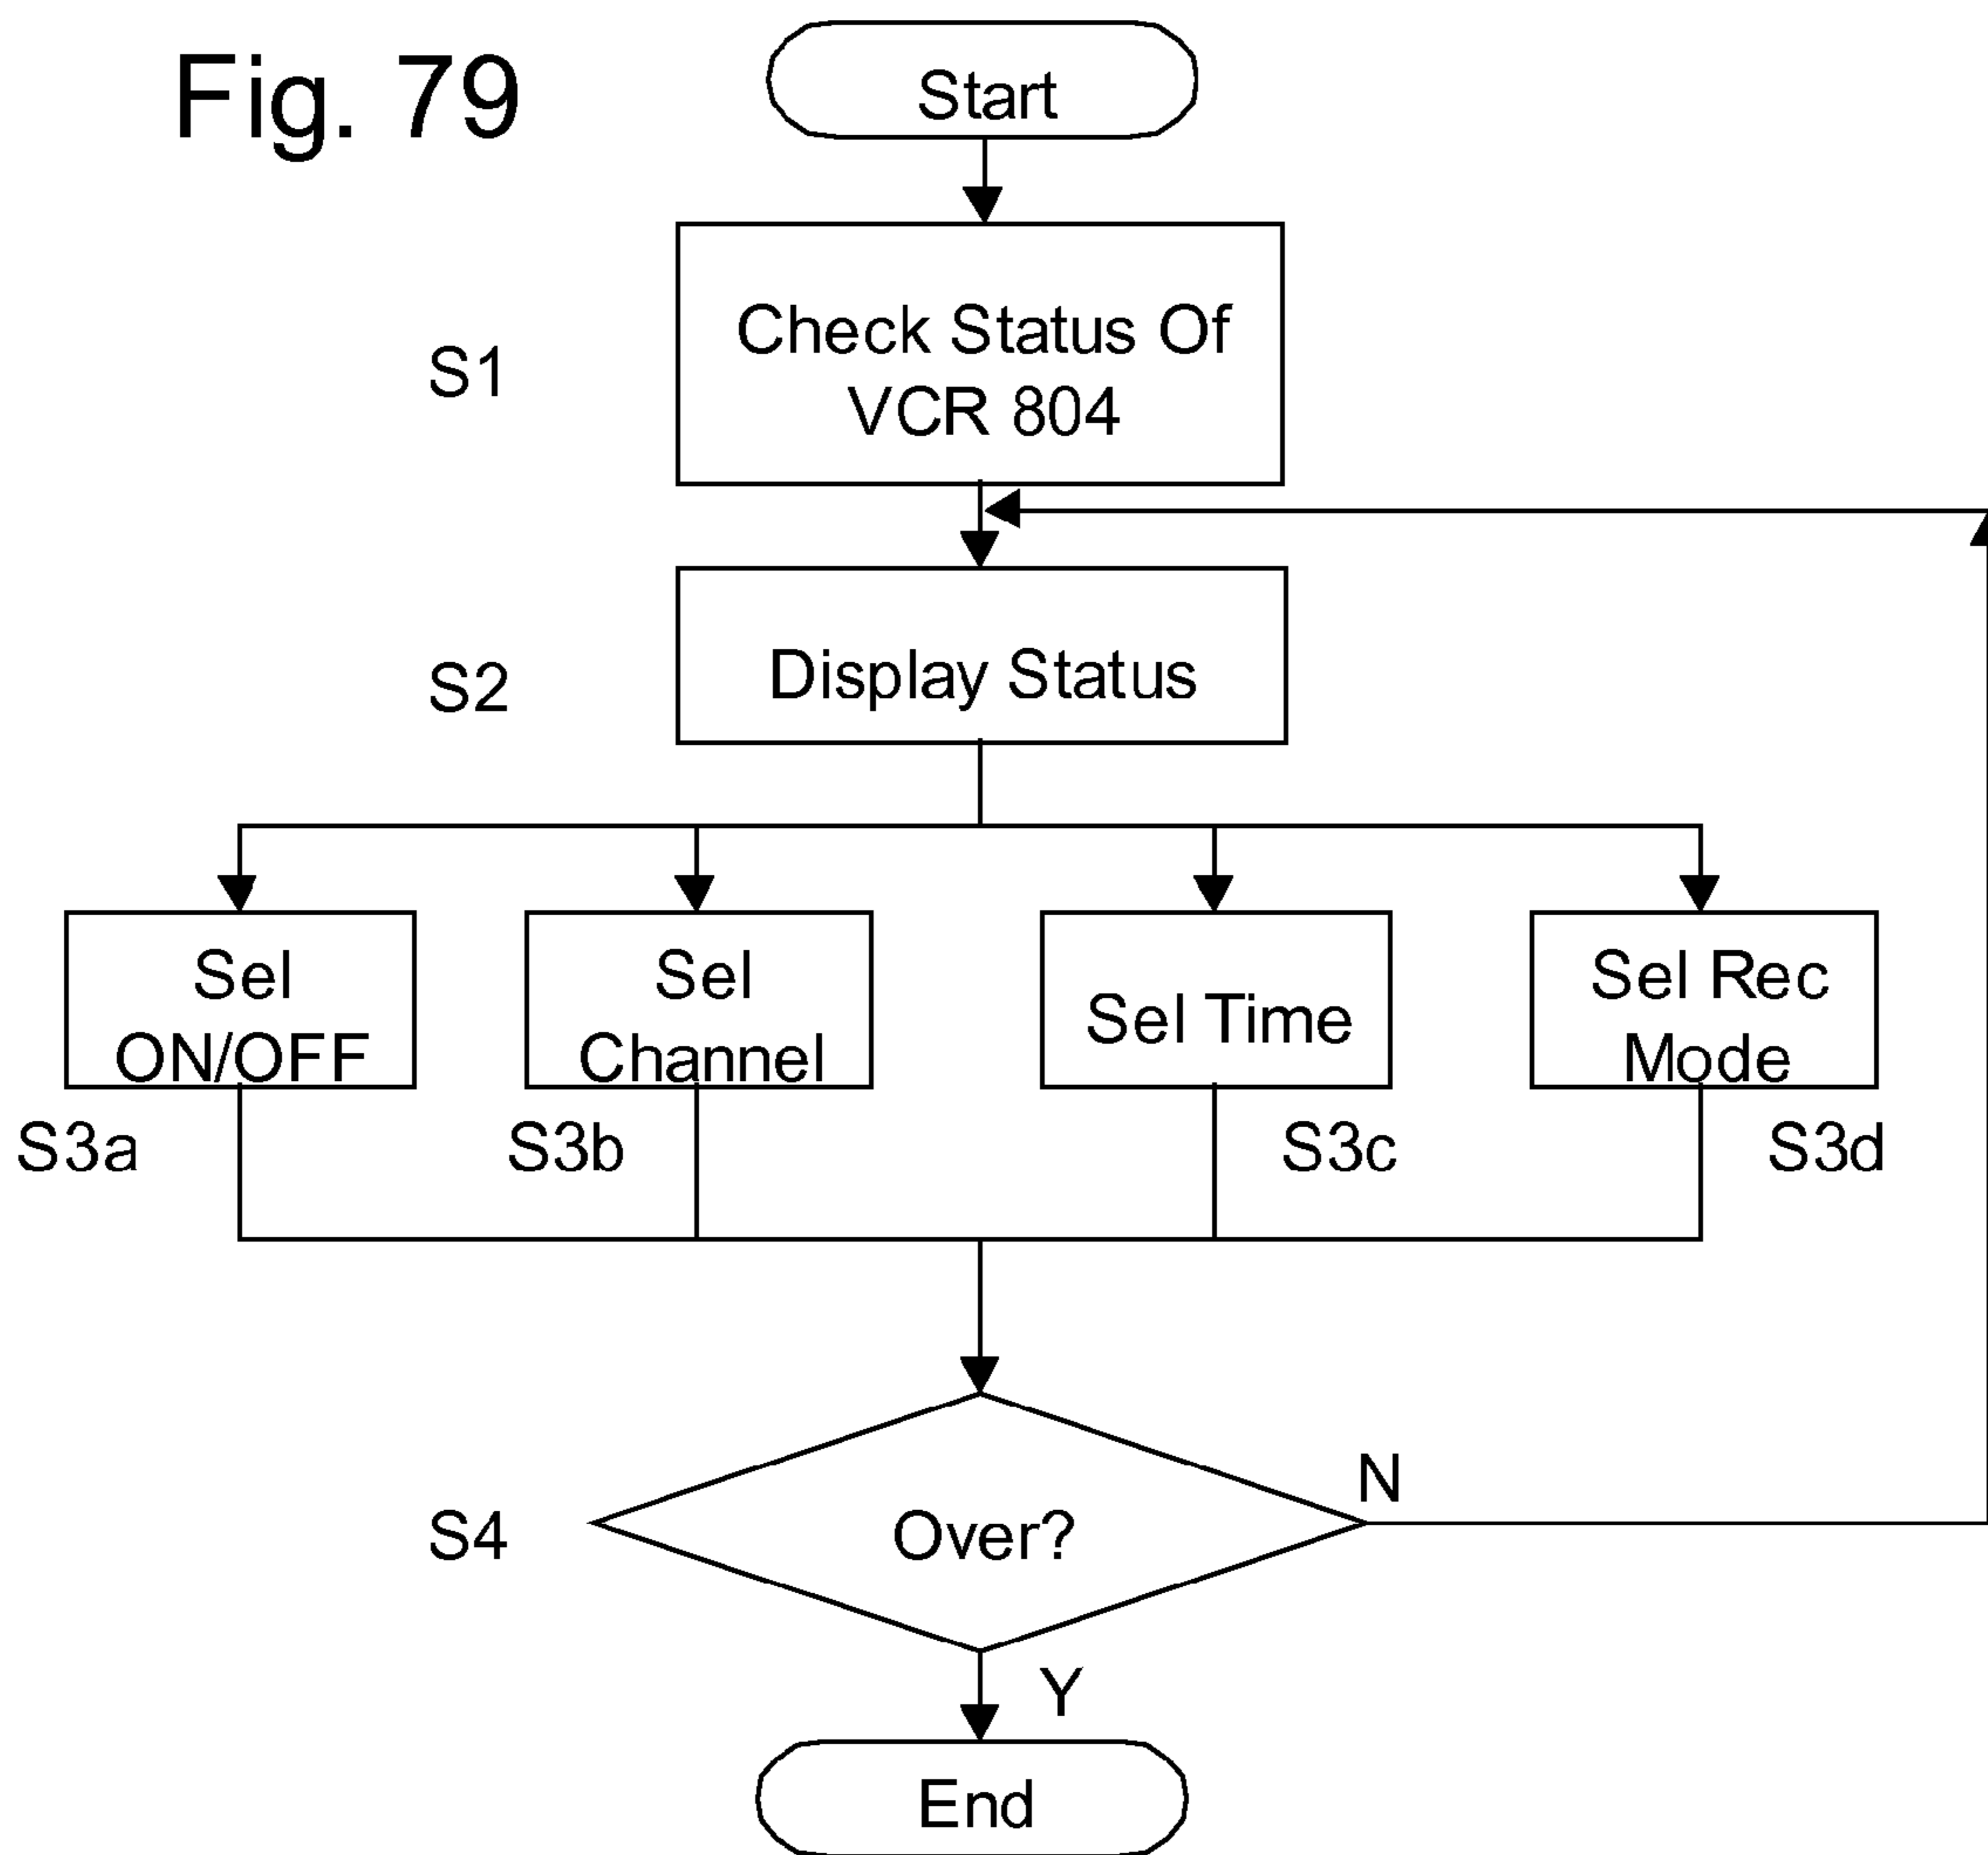 Fig. 79
Start
S1
Check Status Of
VCR 804
S2
Display Status
Sel
ON/OFF
Sel
Channel
Sel Time
Sel Rec
Mode
S3a
S3b
S3c
S3d
N
S4
Over?
Y
End